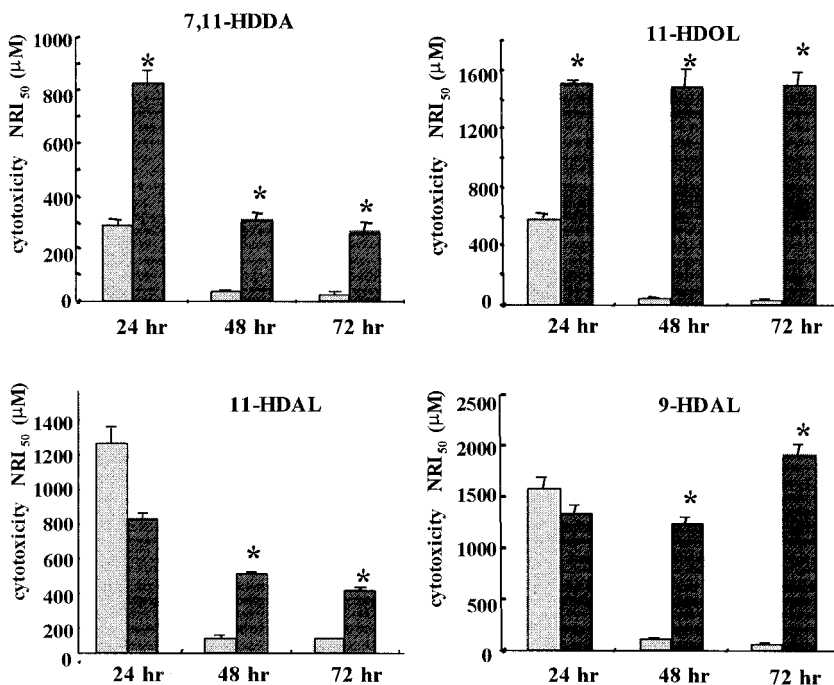 7,11-HDDA
cytotoxicity NRI50 (μM)
1000
800
600
400
200
0
*
*
*
24 hr 48 hr 72 hr
11-HDOL
cytotoxicity NRI50 (μM)
1600
1200
800
400
0
*
*
*
24 hr 48 hr 72 hr
11-HDAL
cytotoxicity NRI50 (μM)
1400
1200
1000
800
600
400
200
0
*
*
24 hr 48 hr 72 hr
9-HDAL
cytotoxicity NRI50 (μM)
2500
2000
1500
1000
500
0
*
*
24 hr 48 hr 72 hr